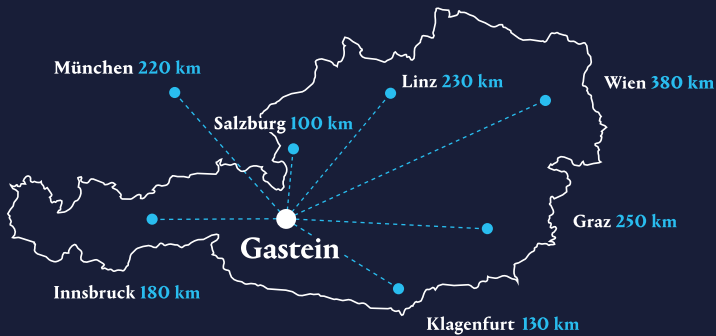 München 220 km
Linz 230 km
Wien 380 km
Salzburg 100 km
Graz 250 km
Gastein
Innsbruck 180 km
Klagenfurt 130 km